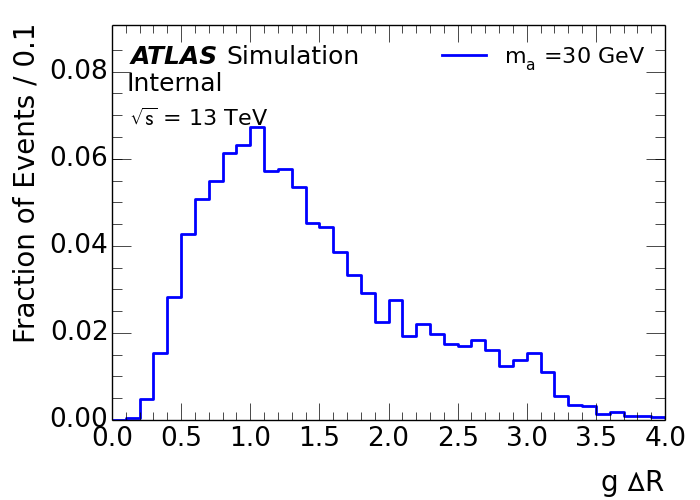 ATLAS Simulation
Internal
√s = 13 TeV
m_a =30 GeV
Fraction of Events / 0.1
0.08
0.06
0.04
0.02
0.00
0.0 0.5 1.0 1.5 2.0 2.5 3.0 3.5 4.0
g ΔR